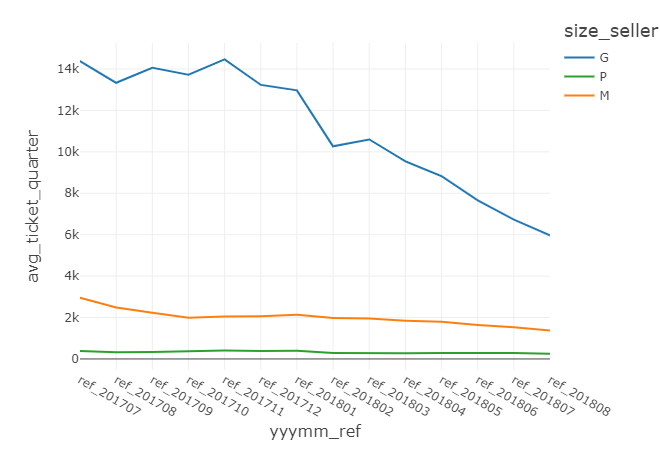 size_seller
G
P
M
avg_ticket_quarter
14k
12k
10k
8k
6k
4k
2k
0
ref_201707
ref_201708
ref_201709
ref_201710
ref_201711
ref_201712
ref_201801
ref_201802
ref_201803
ref_201804
ref_201805
ref_201806
ref_201807
ref_201808
yyymm_ref